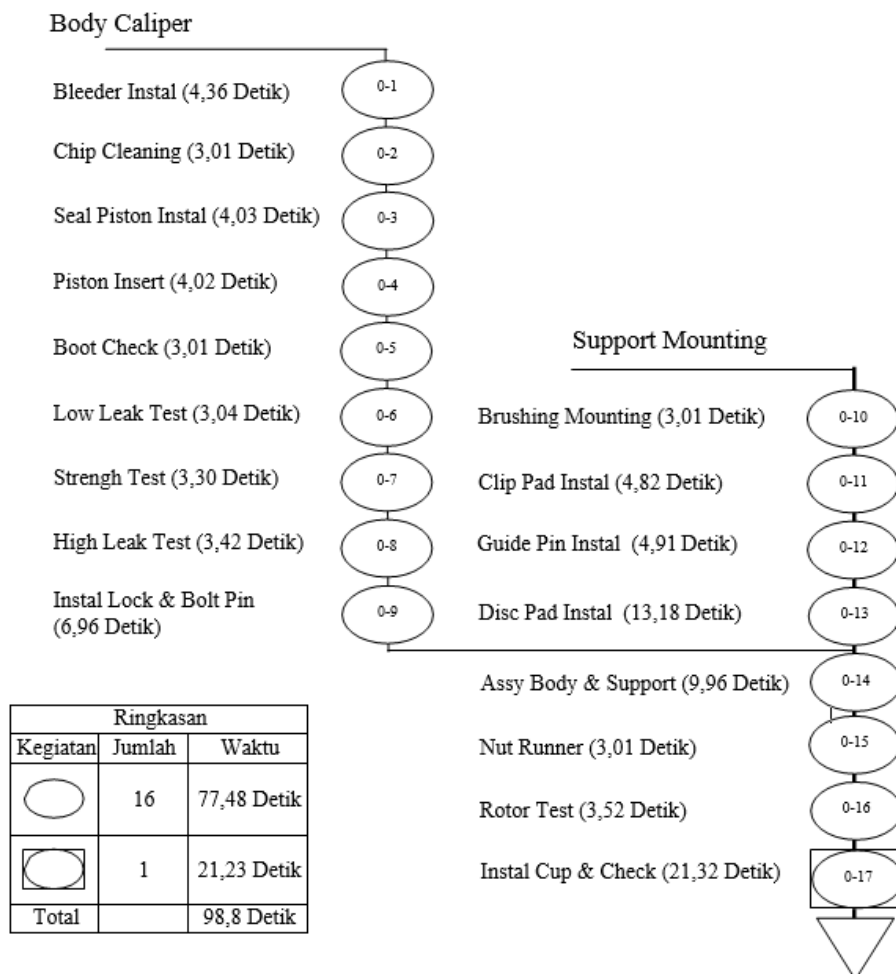 Body Caliper
Bleeder Instal (4,36 Detik)
0-1
Chip Cleaning (3,01 Detik)
0-2
Seal Piston Instal (4,03 Detik)
0-3
Piston Insert (4,02 Detik)
0-4
Boot Check (3,01 Detik)
0-5
Low Leak Test (3,04 Detik)
0-6
Strengh Test (3,30 Detik)
0-7
High Leak Test (3,42 Detik)
0-8
Instal Lock & Bolt Pin
(6,96 Detik)
0-9
Support Mounting
Brushing Mounting (3,01 Detik)
0-10
Clip Pad Instal (4,82 Detik)
0-11
Guide Pin Instal (4,91 Detik)
0-12
Disc Pad Instal (13,18 Detik)
0-13
Assy Body & Support (9,96 Detik)
0-14
Nut Runner (3,01 Detik)
0-15
Rotor Test (3,52 Detik)
0-16
Instal Cup & Check (21,32 Detik)
0-17
Ringkasan
Kegiatan Jumlah Waktu
16 77,48 Detik
1 21,23 Detik
Total 98,8 Detik